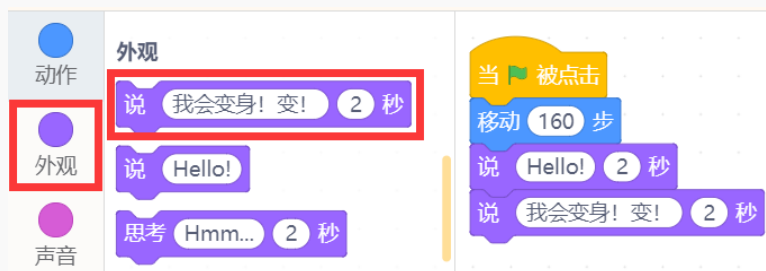 动作
外观
声音
外观
说 我会变身！变！ 2 秒
说 Hello!
思考 Hmm... 2 秒
当 被点击
移动 160 步
说 Hello! 2 秒
说 我会变身！变！ 2 秒